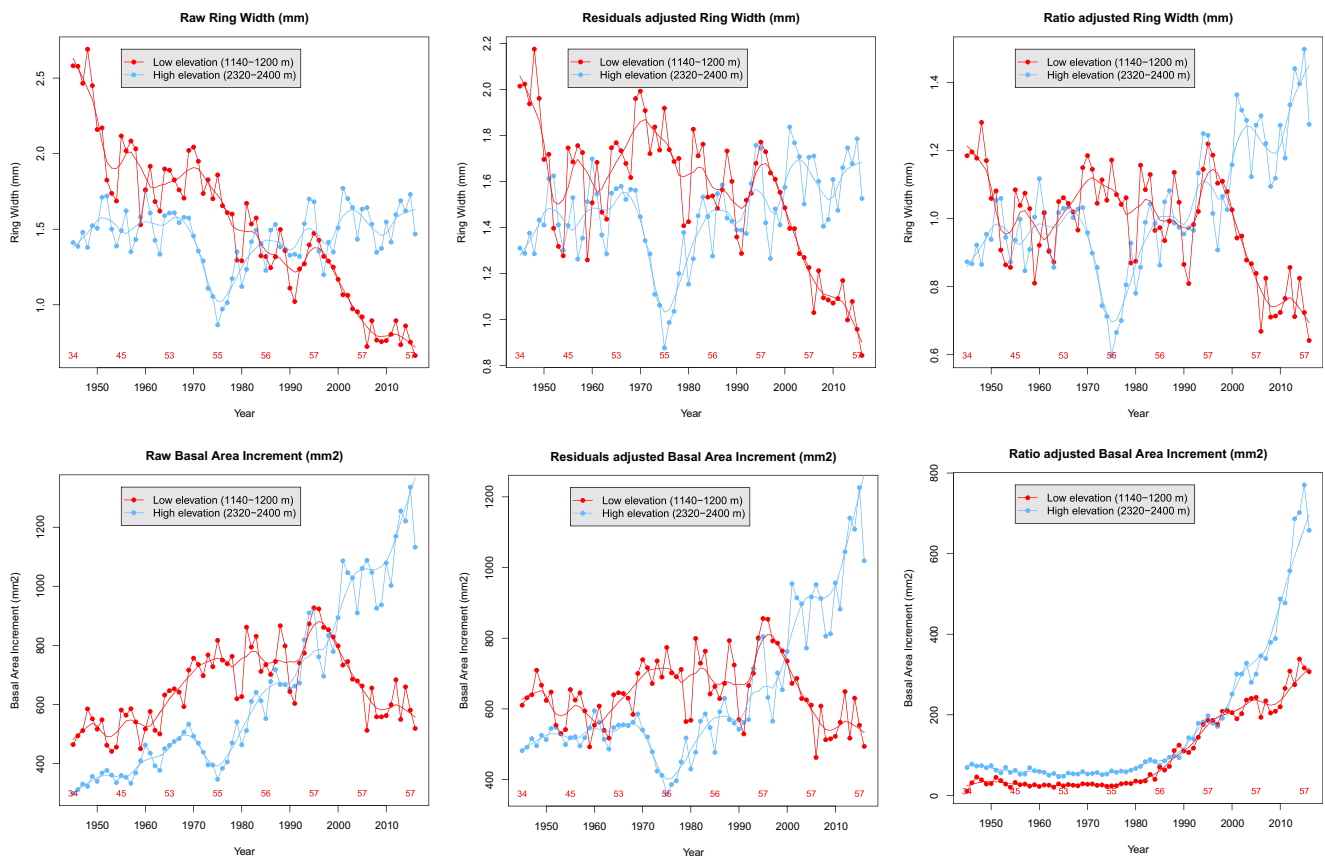 Raw Ring Width (mm)
Low elevation (1140−1200 m)
High elevation (2320−2400 m)
Ring Width (mm)
2.5
2.0
1.5
1.0
34 45 53 55 56 57 57 57
1950 1960 1970 1980 1990 2000 2010
Year
Residuals adjusted Ring Width (mm)
Low elevation (1140−1200 m)
High elevation (2320−2400 m)
Ring Width (mm)
2.2
2.0
1.8
1.6
1.4
1.2
1.0
0.8
34 45 53 55 56 57 57 57
1950 1960 1970 1980 1990 2000 2010
Year
Ratio adjusted Ring Width (mm)
Low elevation (1140−1200 m)
High elevation (2320−2400 m)
Ring Width (mm)
1.4
1.2
1.0
0.8
0.6
34 45 53 55 56 57 57 57
1950 1960 1970 1980 1990 2000 2010
Year
Raw Basal Area Increment (mm2)
Low elevation (1140−1200 m)
High elevation (2320−2400 m)
Basal Area Increment (mm2)
1200
1000
800
600
400
34 45 53 55 56 57 57 57
1950 1960 1970 1980 1990 2000 2010
Year
Residuals adjusted Basal Area Increment (mm2)
Low elevation (1140−1200 m)
High elevation (2320−2400 m)
Basal Area Increment (mm2)
1200
1000
800
600
400
34 45 53 55 56 57 57 57
1950 1960 1970 1980 1990 2000 2010
Year
Ratio adjusted Basal Area Increment (mm2)
Low elevation (1140−1200 m)
High elevation (2320−2400 m)
Basal Area Increment (mm2)
800
600
400
200
0
34 45 53 55 56 57 57 57
1950 1960 1970 1980 1990 2000 2010
Year